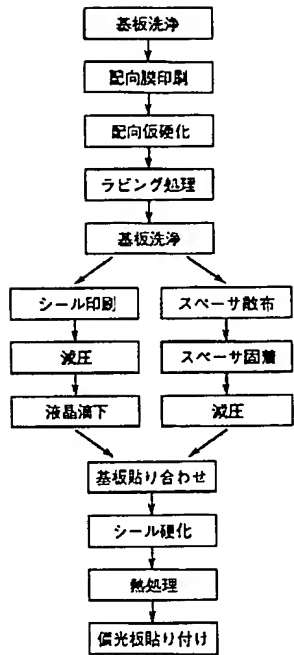 基板洗浄
配向膜印刷
配向仮硬化
ラビング処理
基板洗浄
シール印刷
減圧
液晶滴下
スペーサ散布
スペーサ固着
減圧
基板貼り合わせ
シール硬化
熱処理
偏光板貼り付け